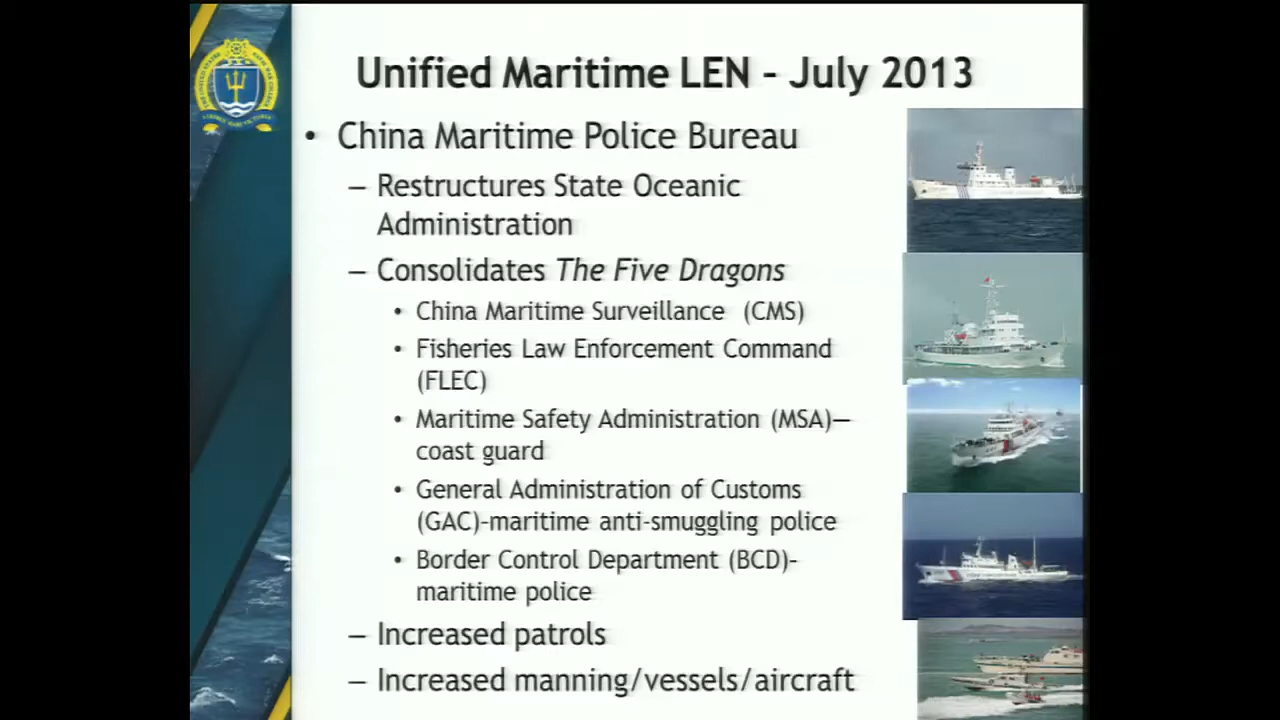 Unified Maritime LEN – July 2013
• China Maritime Police Bureau
– Restructures State Oceanic
Administration
– Consolidates The Five Dragons
• China Maritime Surveillance (CMS)
• Fisheries Law Enforcement Command
(FLEC)
• Maritime Safety Administration (MSA)—
coast guard
• General Administration of Customs
(GAC)-maritime anti-smuggling police
• Border Control Department (BCD)-
maritime police
– Increased patrols
– Increased manning/vessels/aircraft